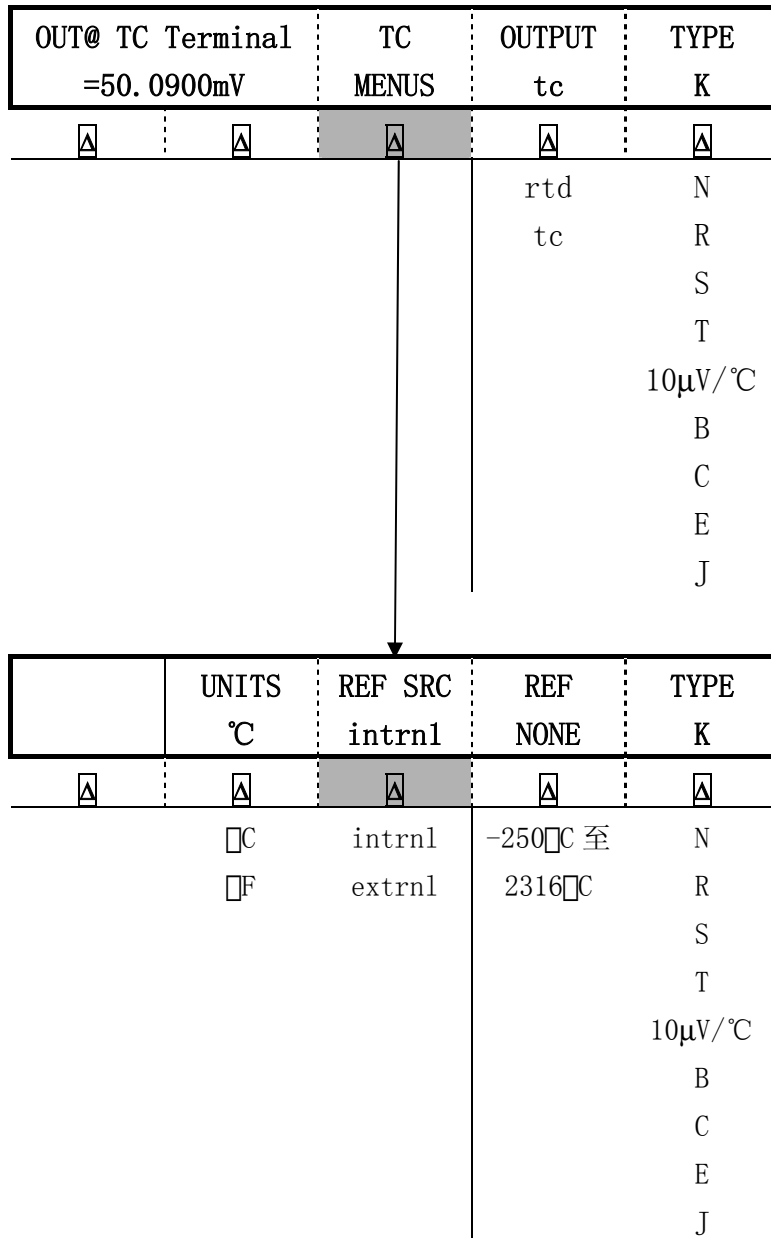 OUT@ TC Terminal TC OUTPUT TYPE
=50.0900mV MENUS tc K
Δ Δ Δ Δ Δ
rtd N
tc R
S
T
10μV/℃
B
C
E
J
UNITS REF SRC REF TYPE
℃ intrnl NONE K
Δ Δ Δ Δ Δ
□C intrnl -250□C 至 N
□F extrnl 2316□C R
S
T
10μV/℃
B
C
E
J